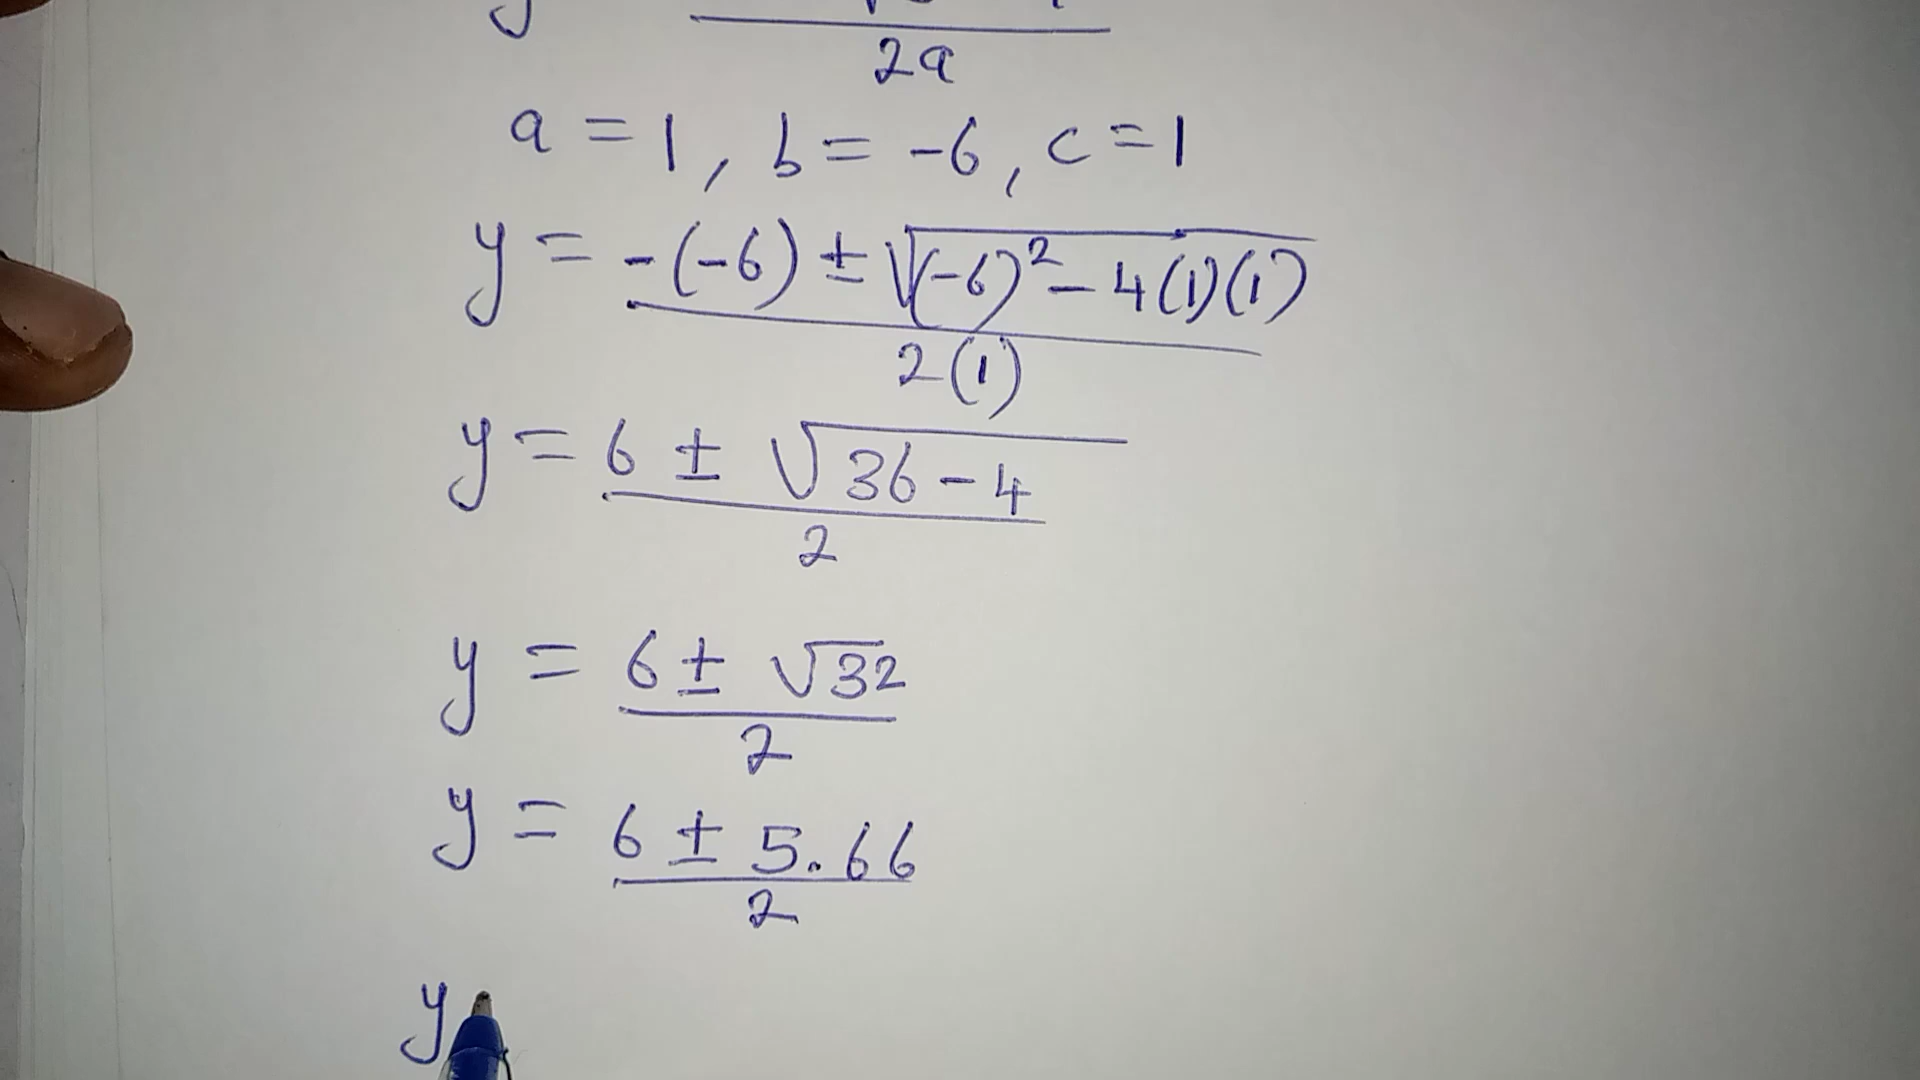 y
2a
a = 1, b = -6, c = 1
y = -(-6) ± √(-6)² - 4(1)(1)
2(1)
y = 6 ± √36 - 4
2
y = 6 ± √32
2
y = 6 ± 5.66
2
y